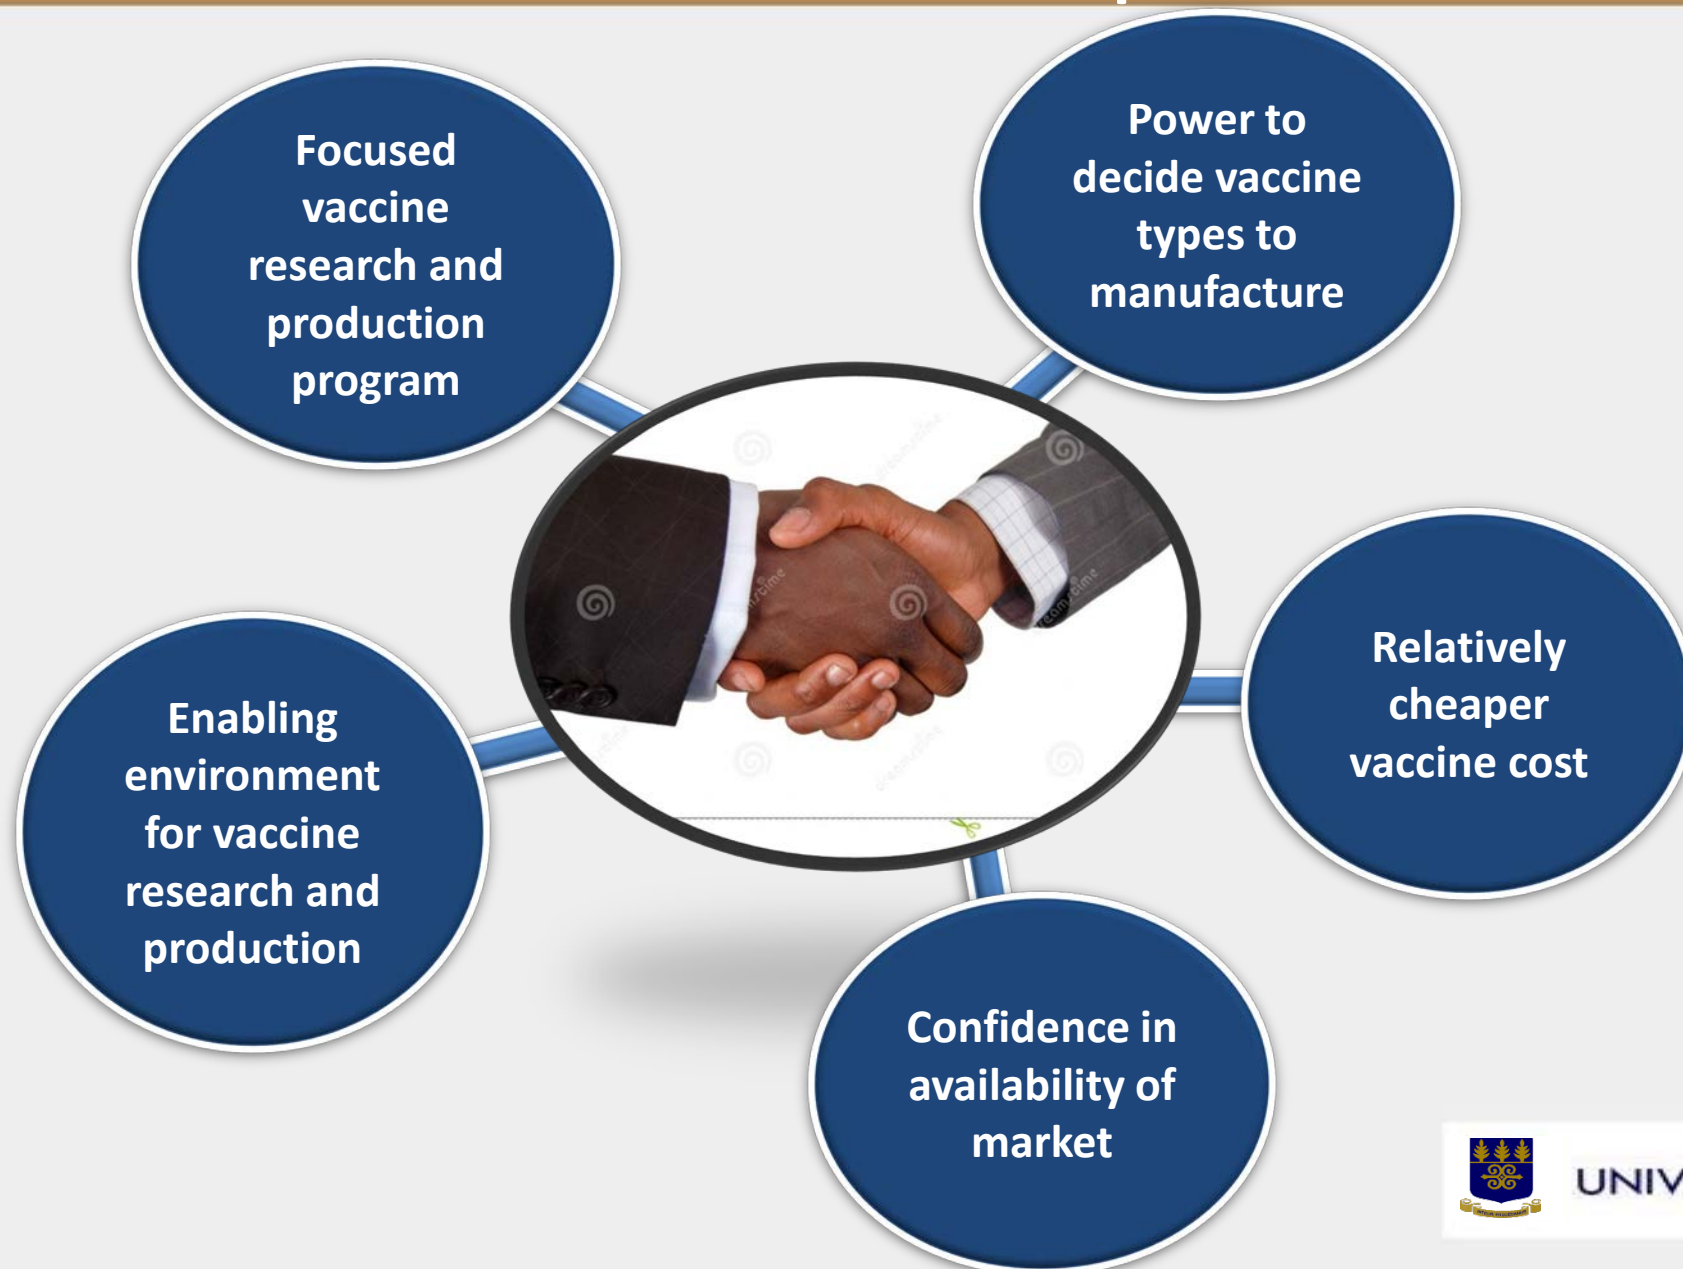 Focused
vaccine
research and
production
program
Power to
decide vaccine
types to
manufacture
Enabling
environment
for vaccine
research and
production
Relatively
cheaper
vaccine cost
Confidence in
availability of
market
dreamstime
UNIV